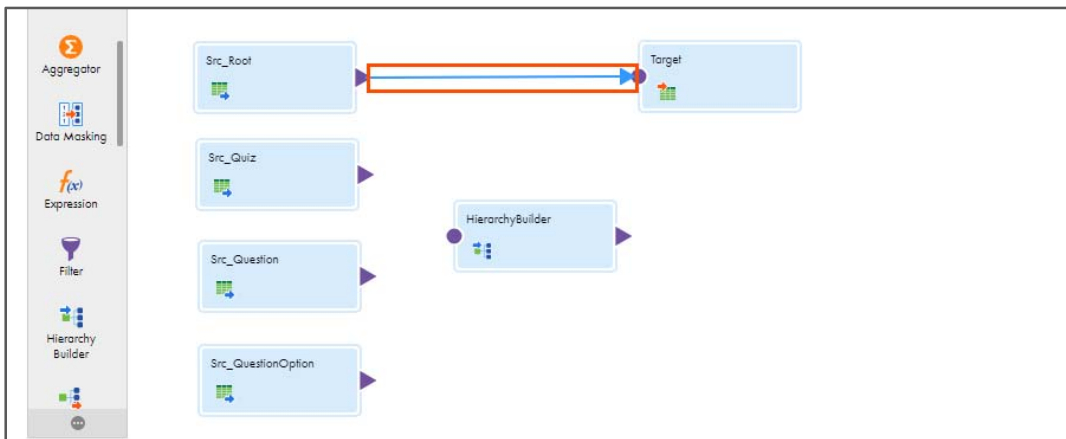 Aggregator
Data Masking
f(x)
Expression
Filter
Hierarchy
Builder
Src_Root
Target
Src_Quiz
HierarchyBuilder
Src_Question
Src_QuestionOption